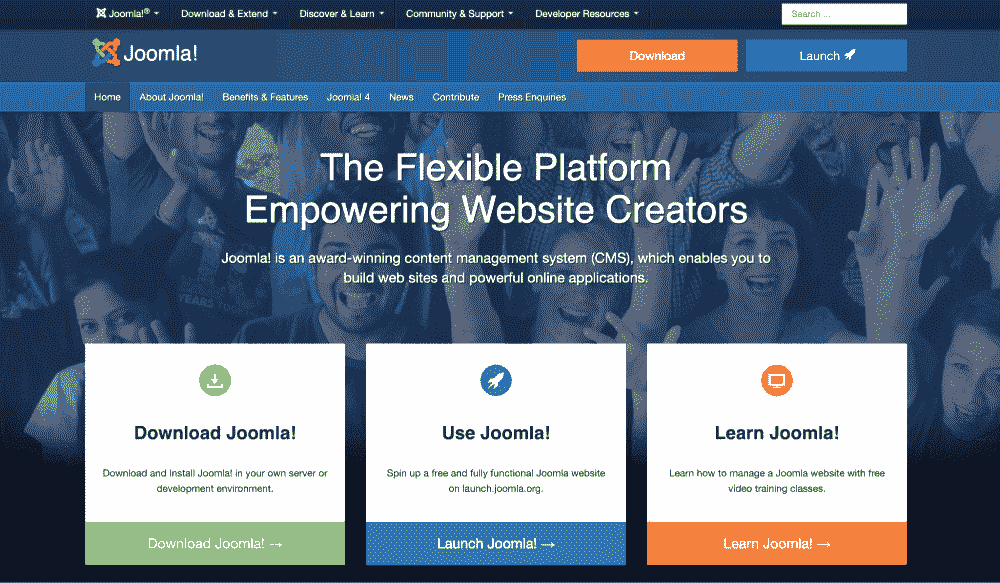 Joomla!® Download & Extend Discover & Learn Community & Support Developer Resources Search ...
Joomla! Download Launch
Home About Joomla! Benefits & Features Joomla! 4 News Contribute Press Enquiries
The Flexible Platform
Empowering Website Creators
Joomla! is an award-winning content management system (CMS), which enables you to
build web sites and powerful online applications.
Download Joomla!
Download and Install Joomla! in your own server or
development environment.
Download Joomla! →
Use Joomla!
Spin up a free and fully functional Joomla website
on launch.joomla.org.
Launch Joomla! →
Learn Joomla!
Learn how to manage a Joomla website with free
video training classes.
Learn Joomla! →